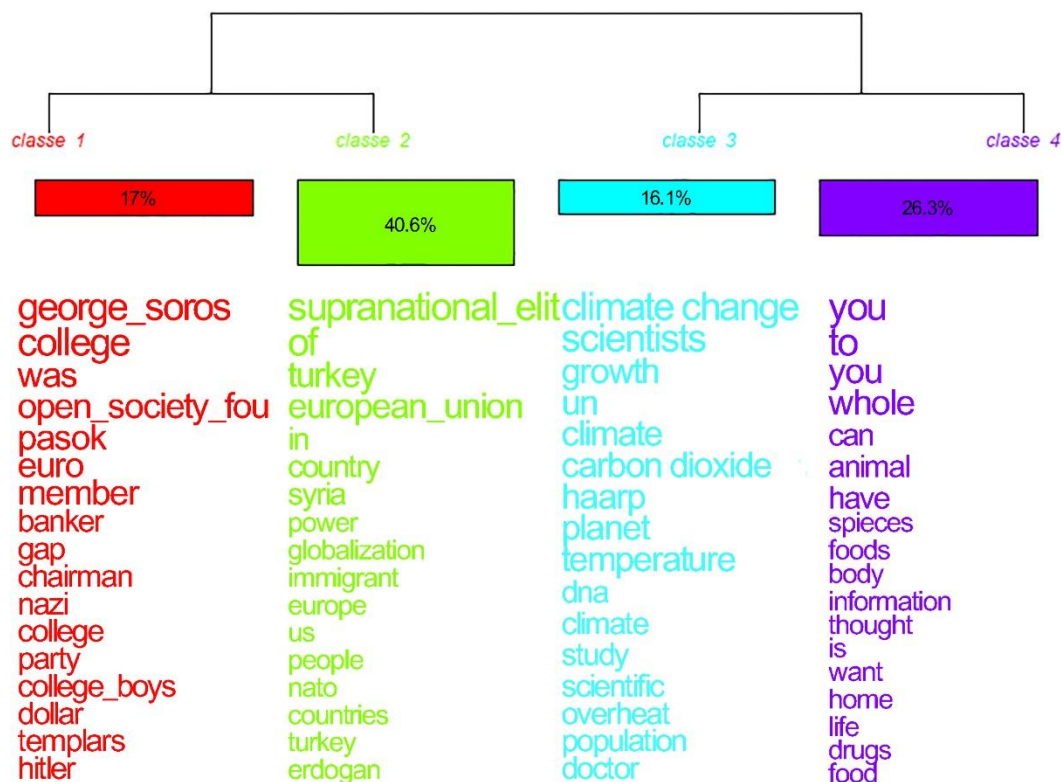 classe 1
classe 2
classe 3
classe 4
17%
40.6%
16.1%
26.3%
george_soros
college
was
open_society_fou
pasok
euro
member
banker
gap
chairman
nazi
college
party
college_boys
dollar
templars
hitler
supranational_elit
of
turkey
european_union
in
country
syria
power
globalization
immigrant
europe
us
people
nato
countries
turkey
erdogan
climate change
scientists
growth
un
climate
carbon dioxide
haarp
planet
temperature
dna
climate
study
scientific
overheat
population
doctor
you
to
you
whole
can
animal
have
spieces
foods
body
information
thought
is
want
home
life
drugs
food